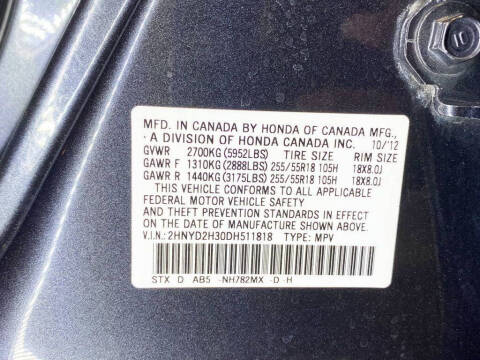 10
MFD. IN CANADA BY HONDA OF CANADA MFG.,
A DIVISION OF HONDA CANADA INC. 10/'12
GVWR 2700KG(5952LBS) TIRE SIZE RIM SIZE
GAWR F 1310KG(2888LBS) 255/55R18 105H 18X8.0J
GAWR R 1440KG(3175LBS) 255/55R18 105H 18X8.0J
THIS VEHICLE CONFORMS TO ALL APPLICABLE
FEDERAL MOTOR VEHICLE SAFETY
AND THEFT PREVENTION STANDARDS IN EFFECT
ON THE DATE OF MANUFACTURE SHOWN ABOVE.
V.I.N.: 2HNYD2H30DH511818 TYPE: MPV
STX D AB5 -NH782MX -D -H